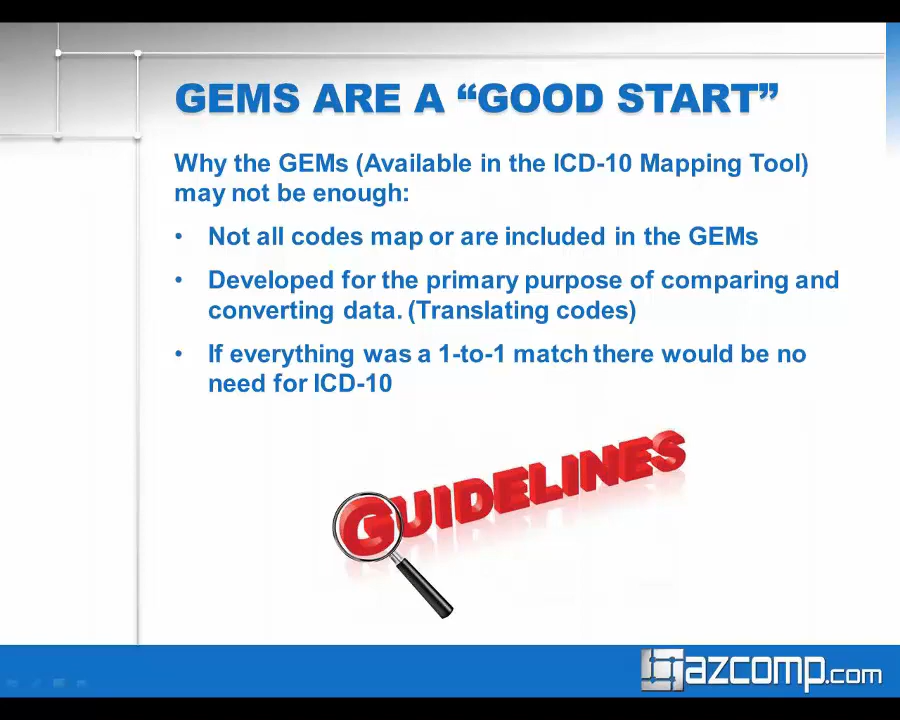 GEMS ARE A “GOOD START”
Why the GEMs (Available in the ICD-10 Mapping Tool)
may not be enough:
• Not all codes map or are included in the GEMs
• Developed for the primary purpose of comparing and
converting data. (Translating codes)
• If everything was a 1-to-1 match there would be no
need for ICD-10
GUIDELINES
azcomp.com